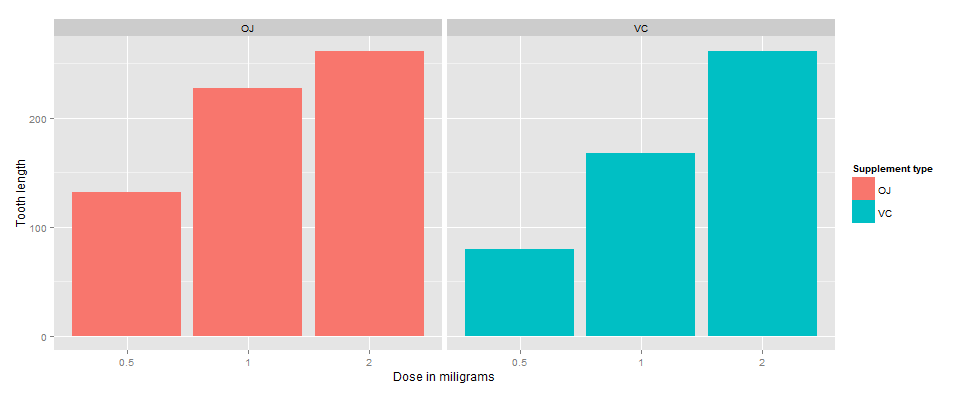 OJ
VC
200
100
0
Tooth length
0.5
1
2
0.5
1
2
Dose in miligrams
Supplement type
OJ
VC